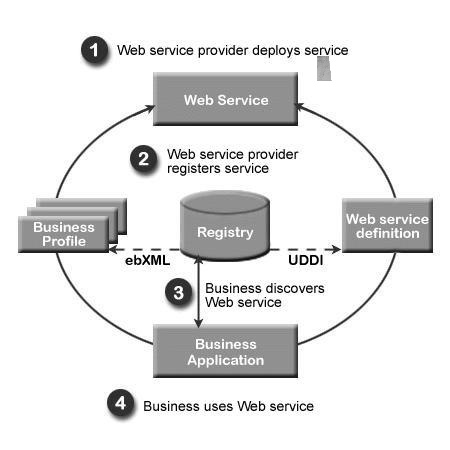 1 Web service provider deploys service
Web Service
2 Web service provider
registers service
Business
Profile
Registry
Web service
definition
ebXML
UDDI
3 Business discovers
Web service
Business
Application
4 Business uses Web service